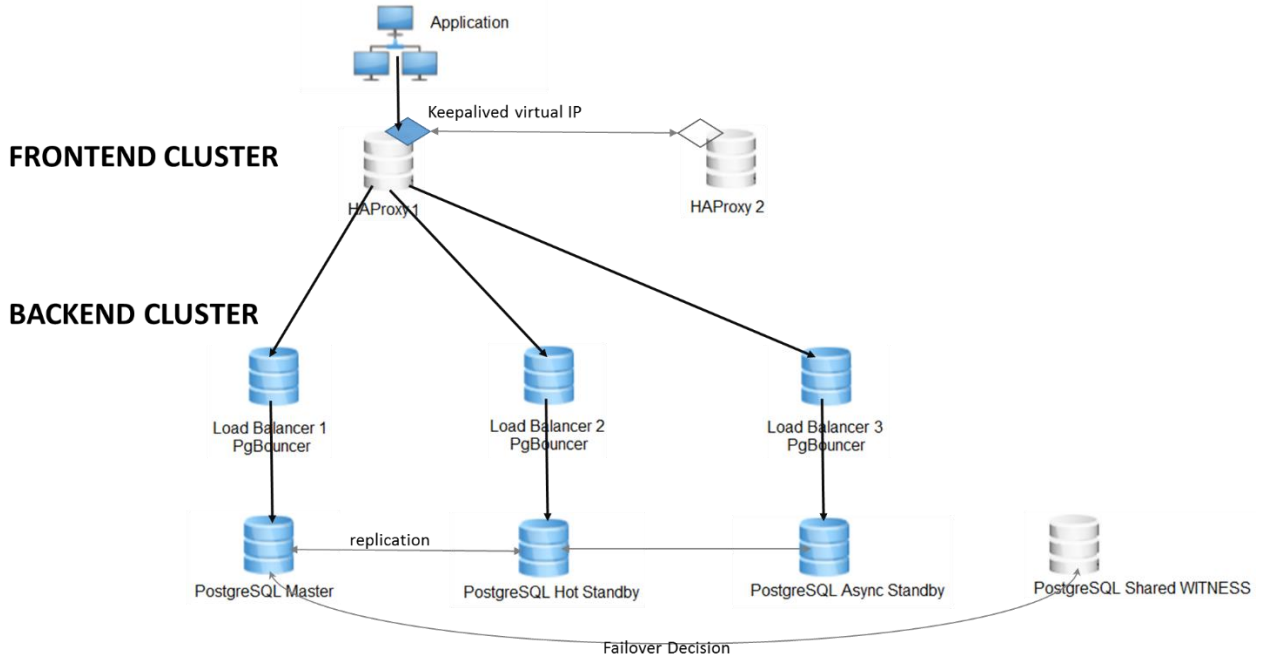 Application
Keepalived virtual IP
FRONTEND CLUSTER
HAProxy 1
HAProxy 2
BACKEND CLUSTER
Load Balancer 1
PgBouncer
Load Balancer 2
PgBouncer
Load Balancer 3
PgBouncer
replication
PostgreSQL Master
PostgreSQL Hot Standby
PostgreSQL Async Standby
PostgreSQL Shared WITNESS
Failover Decision